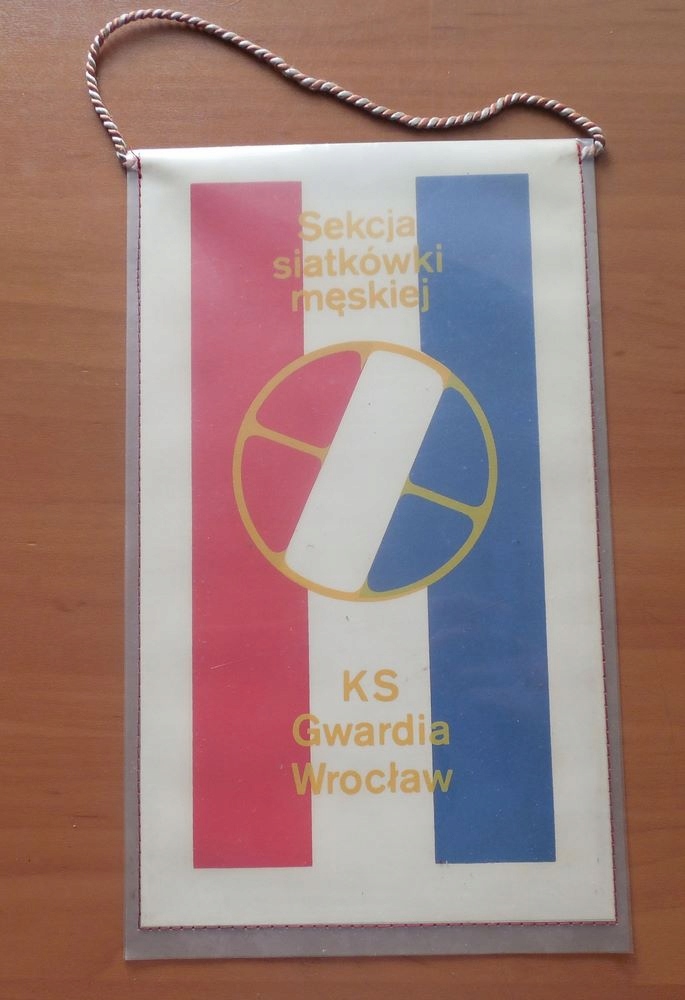 Sekcja
siatkówki
męskiej
KS
Gwardia
Wrocław